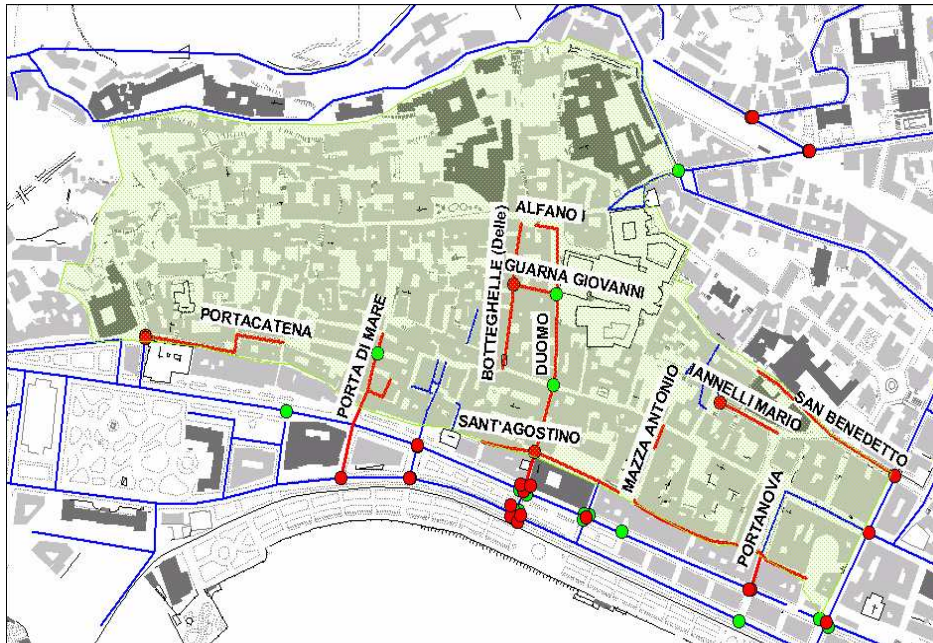 ALFANO I
BOTTEGHELLE (Delle)
GUARNA GIOVANNI
PORTACATENA
PORTA DI MARE
DUOMO
IANNELLI MARIO
SAN BENEDETTO
MAZZA ANTONIO
SANT'AGOSTINO
PORTANOVA